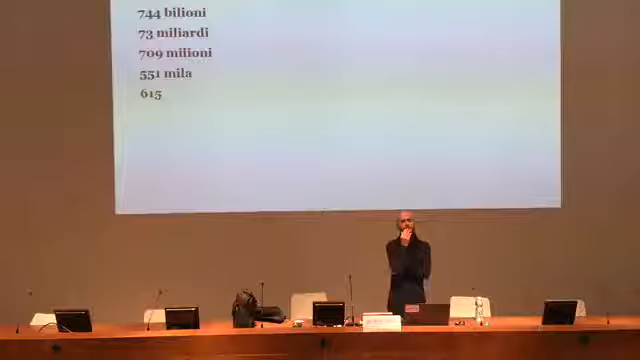 744 bilioni
73 miliardi
709 milioni
551 mila
615